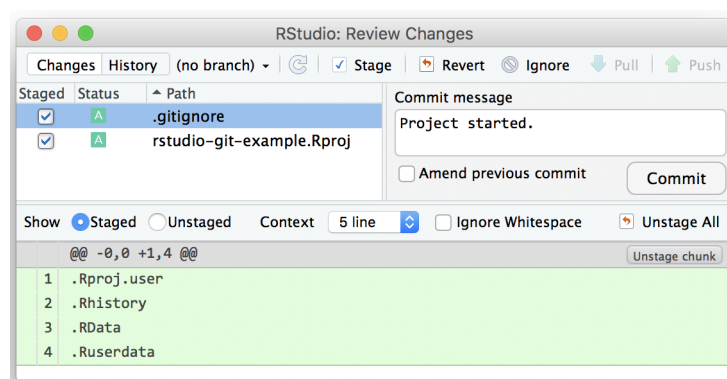 RStudio: Review Changes
Changes History (no branch) Stage Revert Ignore Pull Push
Staged Status Path
A .gitignore
A rstudio-git-example.Rproj
Commit message
Project started.
Amend previous commit Commit
Show Staged Unstaged Context 5 line Ignore Whitespace Unstage All
@@ -0,0 +1,4 @@ Unstage chunk
1 .Rproj.user
2 .Rhistory
3 .RData
4 .Ruserdata